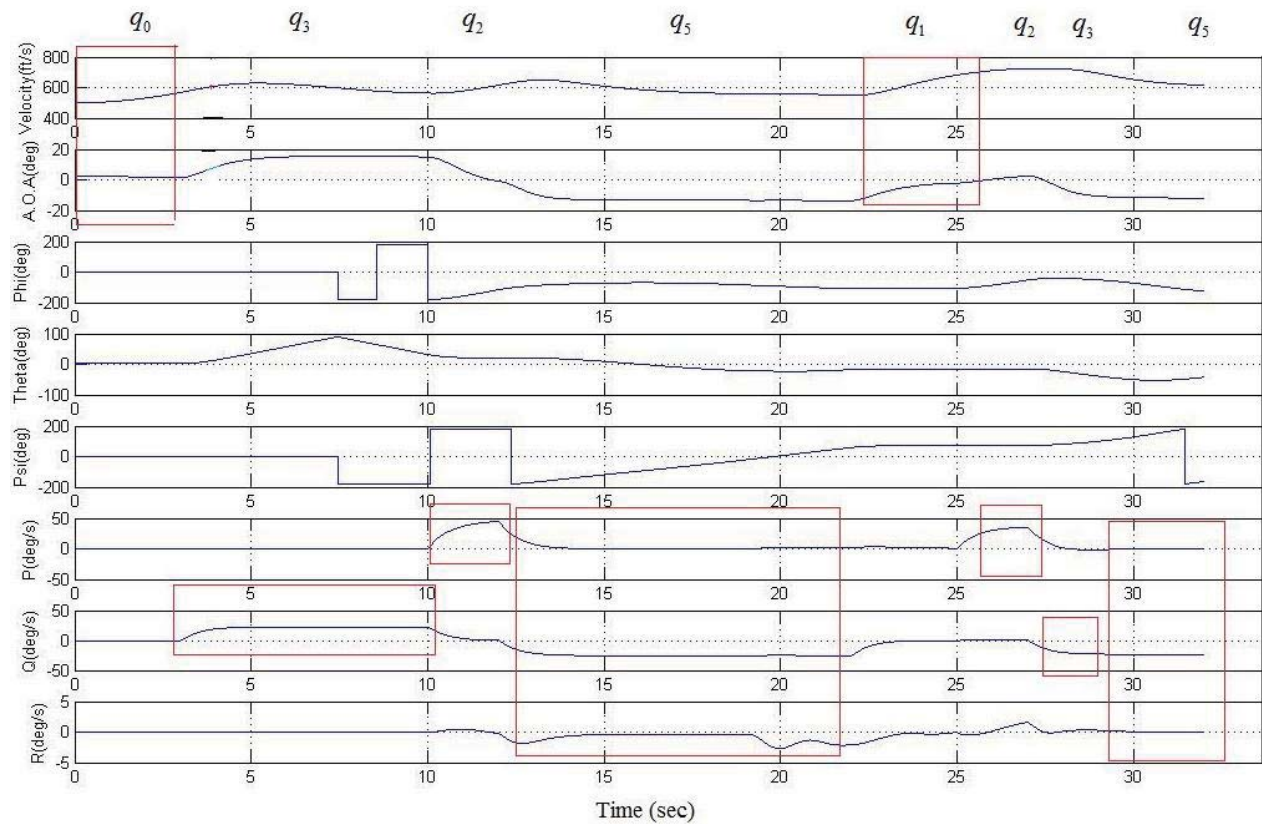 q0 q3 q2 q5 q1 q2 q3 q5
Velocity(ft/s)
800
600
400
0 5 10 15 20 25 30
A.O.A(deg)
20
0
-20
0 5 10 15 20 25 30
Phi(deg)
200
0
-200
0 5 10 15 20 25 30
Theta(deg)
100
0
-100
0 5 10 15 20 25 30
Psi(deg)
200
0
-200
0 5 10 15 20 25 30
P(deg/s)
50
0
-50
0 5 10 15 20 25 30
Q(deg/s)
50
0
-50
0 5 10 15 20 25 30
R(deg/s)
5
0
-5
0 5 10 15 20 25 30
Time (sec)